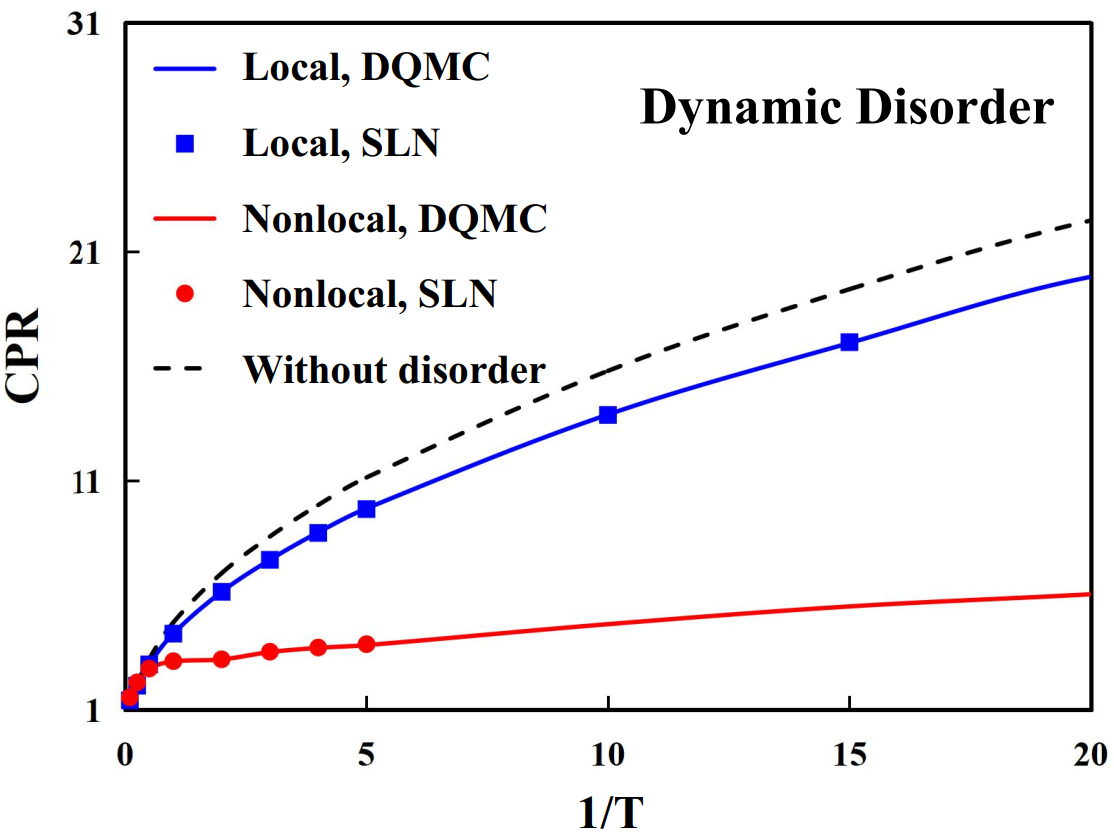 31
21
11
1
CPR
Local, DQMC
Local, SLN
Nonlocal, DQMC
Nonlocal, SLN
Without disorder
Dynamic Disorder
0 5 10 15 20
1/T